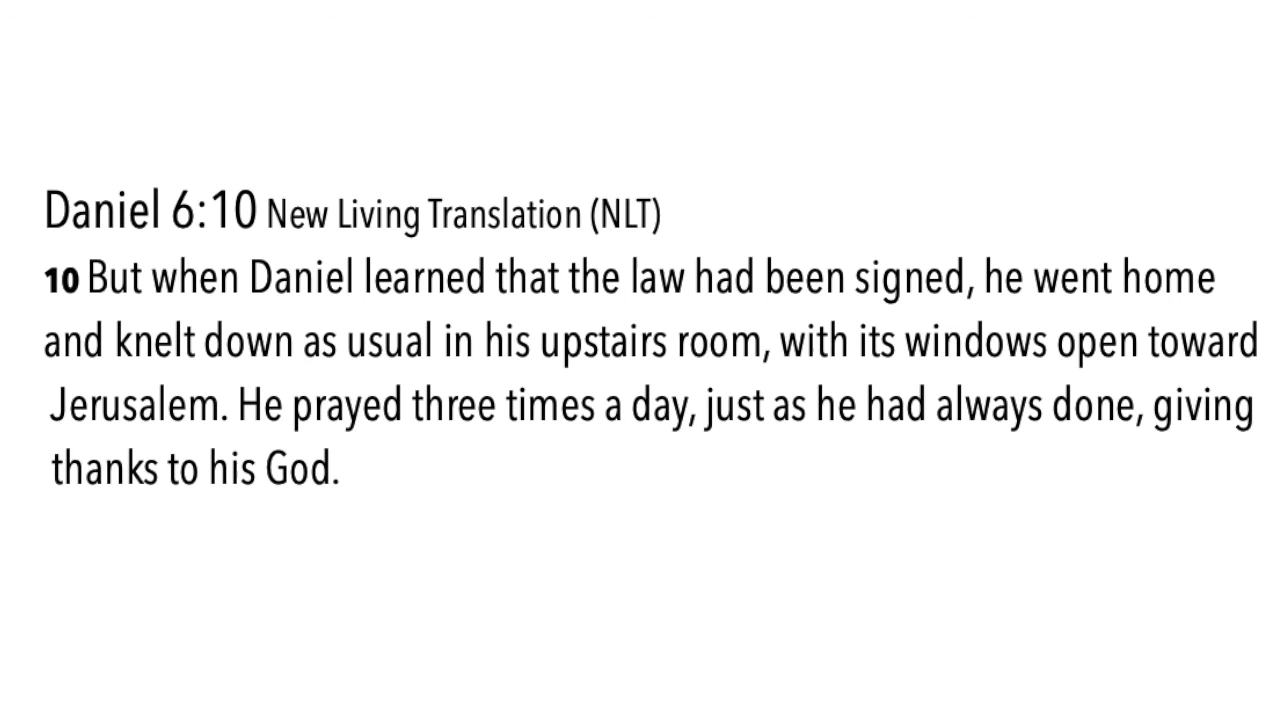 Daniel 6:10 New Living Translation (NLT)
10 But when Daniel learned that the law had been signed, he went home
and knelt down as usual in his upstairs room, with its windows open toward
Jerusalem. He prayed three times a day, just as he had always done, giving
thanks to his God.